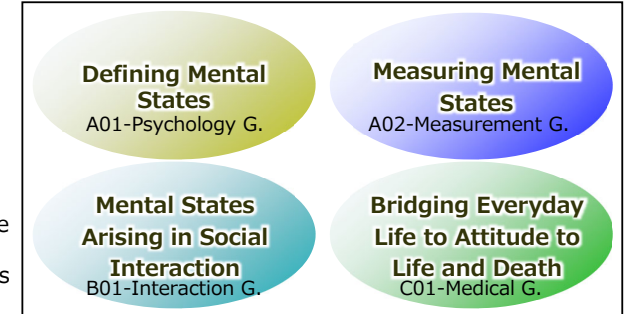 Defining Mental
States
A01-Psychology G.
Measuring Mental
States
A02-Measurement G.
e
s
Mental States
Arising in Social
Interaction
B01-Interaction G.
Bridging Everyday
Life to Attitude to
Life and Death
C01-Medical G.